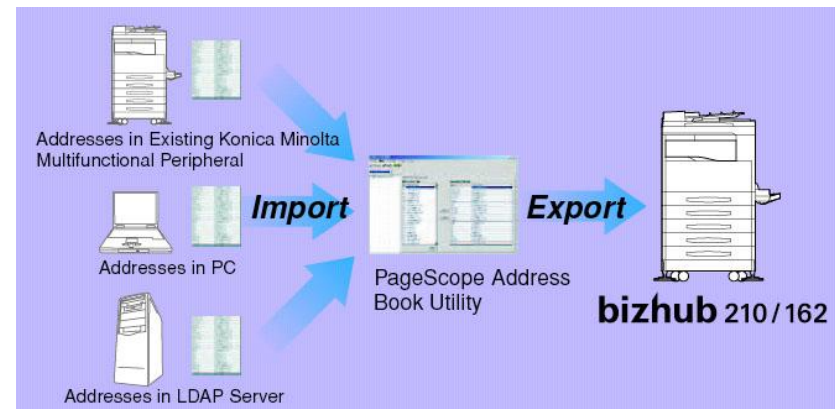 Addresses in Existing Konica Minolta
Multifunctional Peripheral
Import
Export
Addresses in PC
PageScope Address
Book Utility
bizhub 210/162
Addresses in LDAP Server